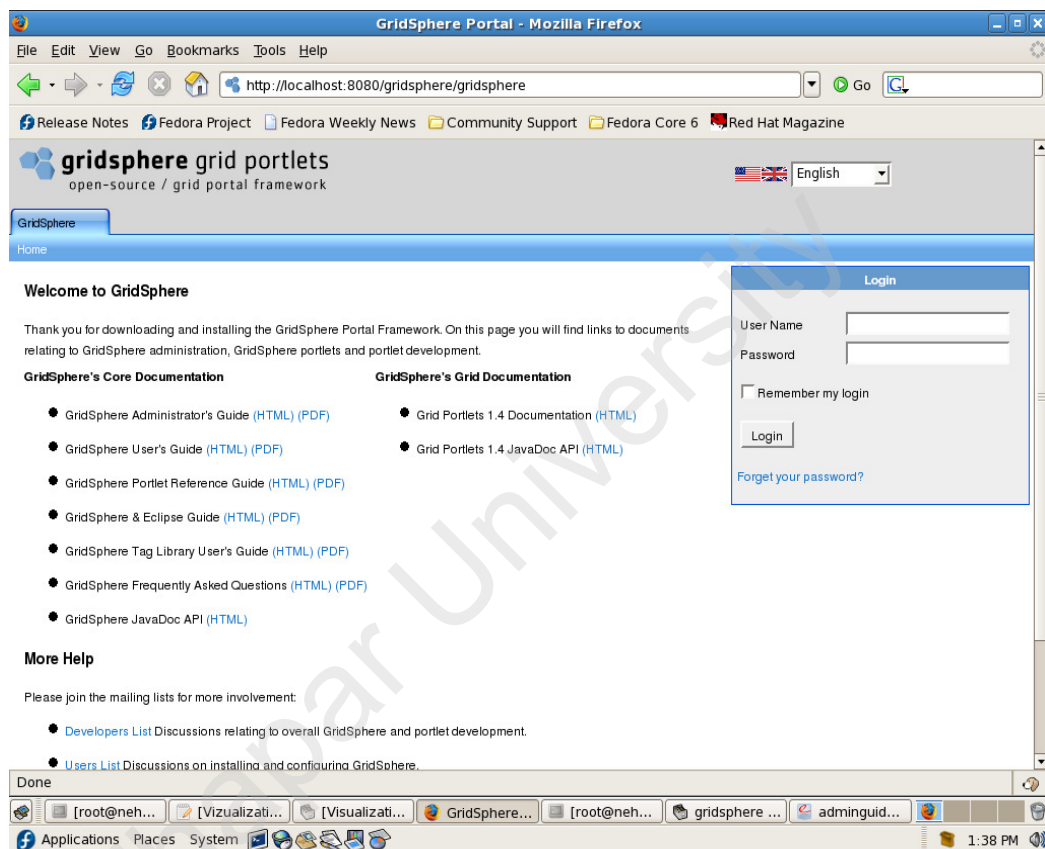 GridSphere Portal - Mozilla Firefox
File Edit View Go Bookmarks Tools Help
http://localhost:8080/gridsphere/gridsphere Go
Release Notes Fedora Project Fedora Weekly News Community Support Fedora Core 6 Red Hat Magazine
gridsphere grid portlets
open-source / grid portal framework
English
GridSphere
Home
Welcome to GridSphere
Thank you for downloading and installing the GridSphere Portal Framework. On this page you will find links to documents
relating to GridSphere administration, GridSphere portlets and portlet development.
GridSphere's Core Documentation
GridSphere Administrator's Guide (HTML) (PDF)
GridSphere User's Guide (HTML) (PDF)
GridSphere Portlet Reference Guide (HTML) (PDF)
GridSphere & Eclipse Guide (HTML) (PDF)
GridSphere Tag Library User's Guide (HTML) (PDF)
GridSphere Frequently Asked Questions (HTML) (PDF)
GridSphere JavaDoc API (HTML)
GridSphere's Grid Documentation
Grid Portlets 1.4 Documentation (HTML)
Grid Portlets 1.4 JavaDoc API (HTML)
Login
User Name
Password
Remember my login
Login
Forget your password?
More Help
Please join the mailing lists for more involvement:
Developers List Discussions relating to overall GridSphere and portlet development.
Users List Discussions on installing and configuring GridSphere.
Done
[root@neh... [Vizualizati... [Visualizati... GridSphere... [root@neh... gridsphere ... adminguid...
Applications Places System 1:38 PM
University